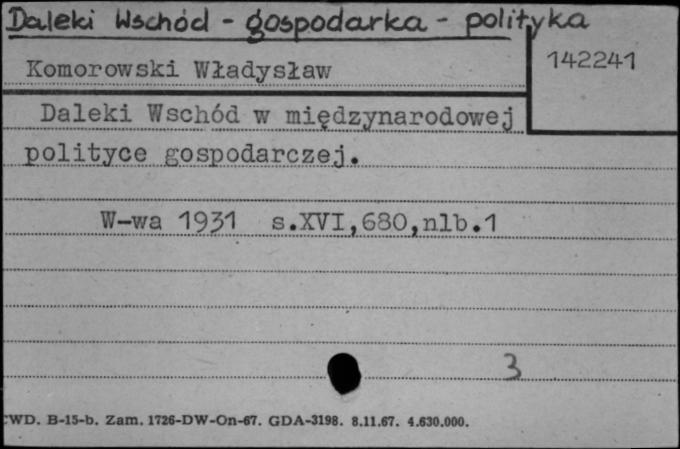 Daleki Wschód - gospodarka - polityka
142241
Komorowski Władysław
Daleki Wschód w międzynarodowej
polityce gospodarczej.
W-wa 1931 s.XVI,680,nlb.1
3
CWD. B-15-b. Zam. 1726-DW-On-67. GDA-3198. 8.11.67. 4.630.000.